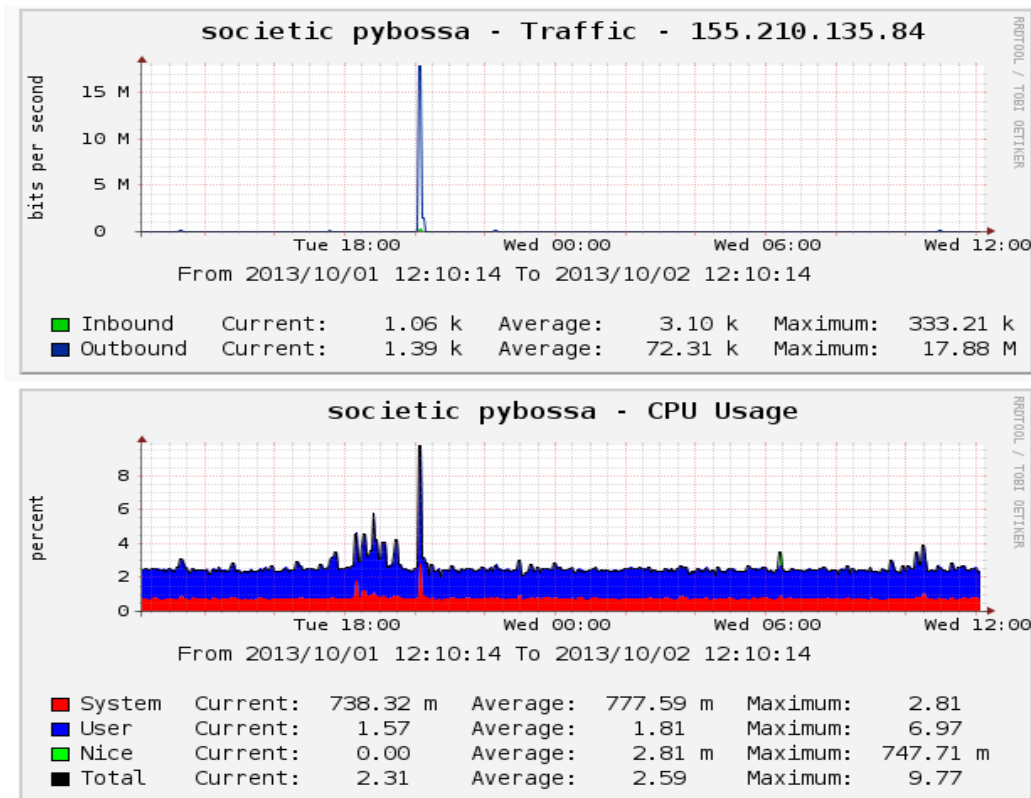 societic pybossa - Traffic - 155.210.135.84
RRDTOOL / TOBI OETIKER
bits per second
15 M
10 M
5 M
0
Tue 18:00 Wed 00:00 Wed 06:00 Wed 12:00
From 2013/10/01 12:10:14 To 2013/10/02 12:10:14
Inbound Current: 1.06 k Average: 3.10 k Maximum: 333.21 k
Outbound Current: 1.39 k Average: 72.31 k Maximum: 17.88 M
societic pybossa - CPU Usage
RRDTOOL / TOBI OETIKER
percent
8
6
4
2
0
Tue 18:00 Wed 00:00 Wed 06:00 Wed 12:00
From 2013/10/01 12:10:14 To 2013/10/02 12:10:14
System Current: 738.32 m Average: 777.59 m Maximum: 2.81
User Current: 1.57 Average: 1.81 Maximum: 6.97
Nice Current: 0.00 Average: 2.81 m Maximum: 747.71 m
Total Current: 2.31 Average: 2.59 Maximum: 9.77